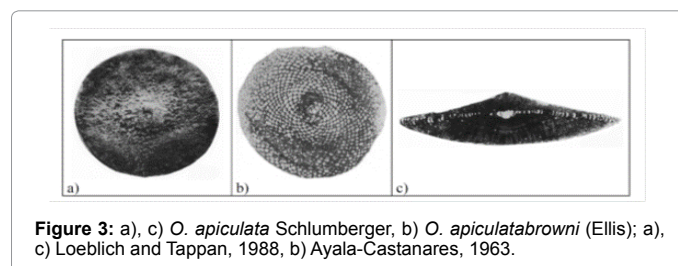 a)
b)
c)
Figure 3: a), c) O. apiculata Schlumberger, b) O. apiculatabrowni (Ellis); a),
c) Loeblich and Tappan, 1988, b) Ayala-Castanares, 1963.